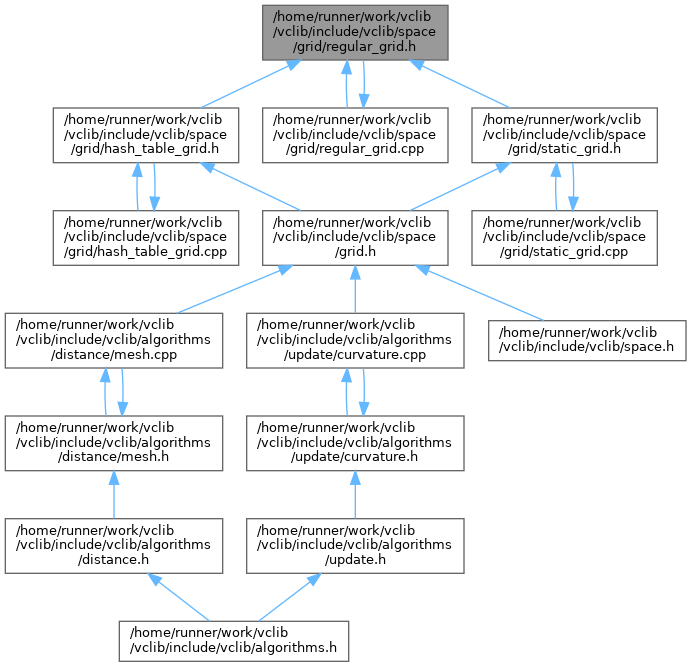 /home/runner/work/vclib
/vclib/include/vclib/space
/grid/regular_grid.h
/home/runner/work/vclib
/vclib/include/vclib/space
/grid/hash_table_grid.h
/home/runner/work/vclib
/vclib/include/vclib/space
/grid/regular_grid.cpp
/home/runner/work/vclib
/vclib/include/vclib/space
/grid/static_grid.h
/home/runner/work/vclib
/vclib/include/vclib/space
/grid/hash_table_grid.cpp
/home/runner/work/vclib
/vclib/include/vclib/space
/grid.h
/home/runner/work/vclib
/vclib/include/vclib/space
/grid/static_grid.cpp
/home/runner/work/vclib
/vclib/include/vclib/algorithms
/distance/mesh.cpp
/home/runner/work/vclib
/vclib/include/vclib/algorithms
/update/curvature.cpp
/home/runner/work/vclib
/vclib/include/vclib/space.h
/home/runner/work/vclib
/vclib/include/vclib/algorithms
/distance/mesh.h
/home/runner/work/vclib
/vclib/include/vclib/algorithms
/update/curvature.h
/home/runner/work/vclib
/vclib/include/vclib/algorithms
/distance.h
/home/runner/work/vclib
/vclib/include/vclib/algorithms
/update.h
/home/runner/work/vclib
/vclib/include/vclib/algorithms.h